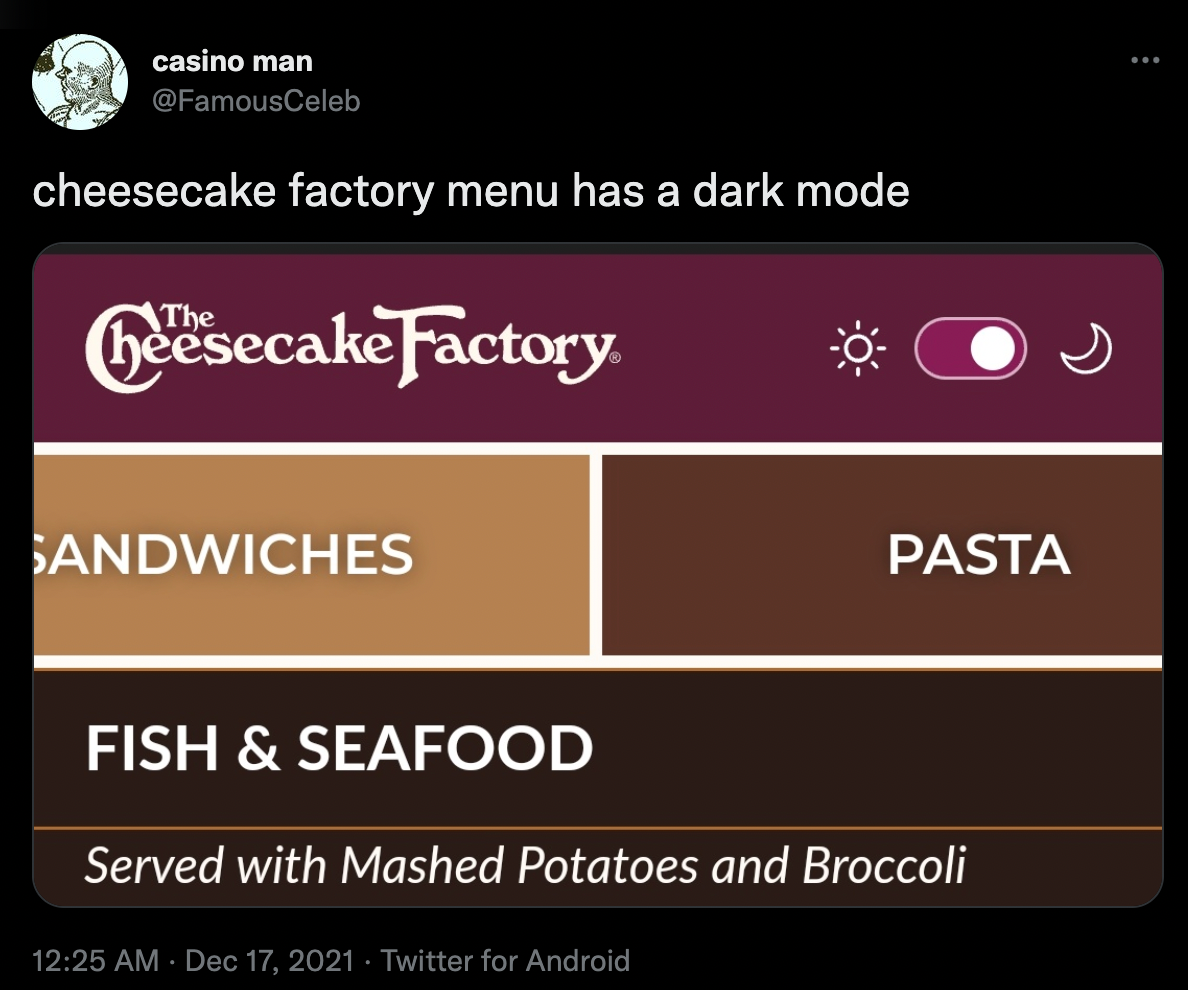 casino man
@FamousCeleb
cheesecake factory menu has a dark mode
The Cheesecake Factory®
SANDWICHES
PASTA
FISH & SEAFOOD
Served with Mashed Potatoes and Broccoli
12:25 AM · Dec 17, 2021 · Twitter for Android